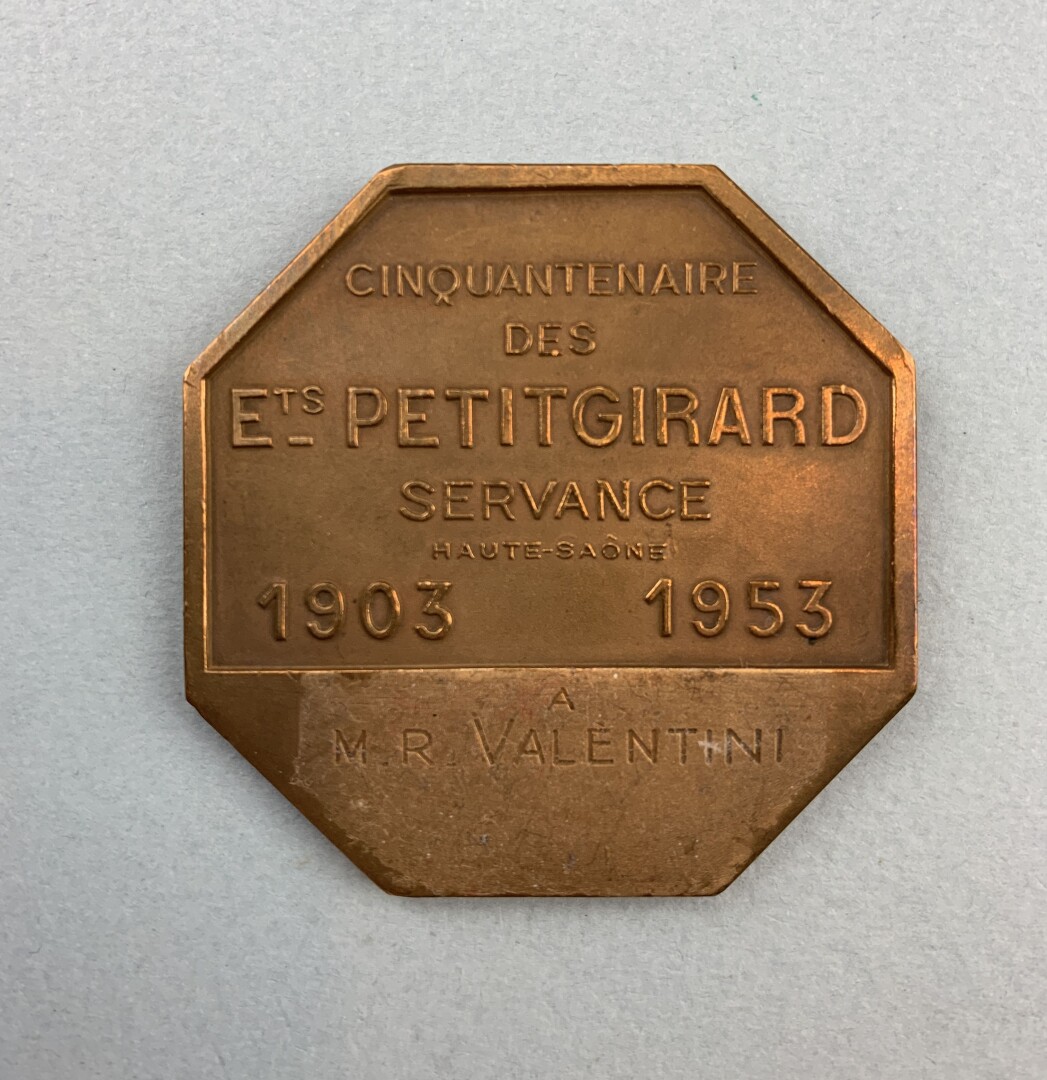 CINQUANTENAIRE
DES
ETS PETITGIRARD
SERVANCE
HAUTE-SAÔNE
1903 1953
A
M. R. VALENTINI